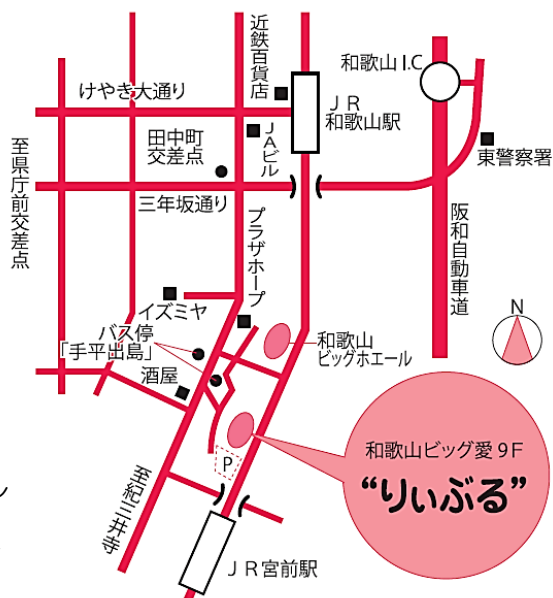 近鉄百貨店
和歌山I.C
けやき大通り
JR
和歌山駅
田中町
交差点
JAビル
東警察署
至県庁前交差点
三年坂通り
プラザホープ
阪和自動車道
イズミヤ
N
バス停
「手平出島」
和歌山
ビッグホエール
酒屋
和歌山ビッグ愛9F
“りぃぶる”
P
至紀三井寺
JR宮前駅